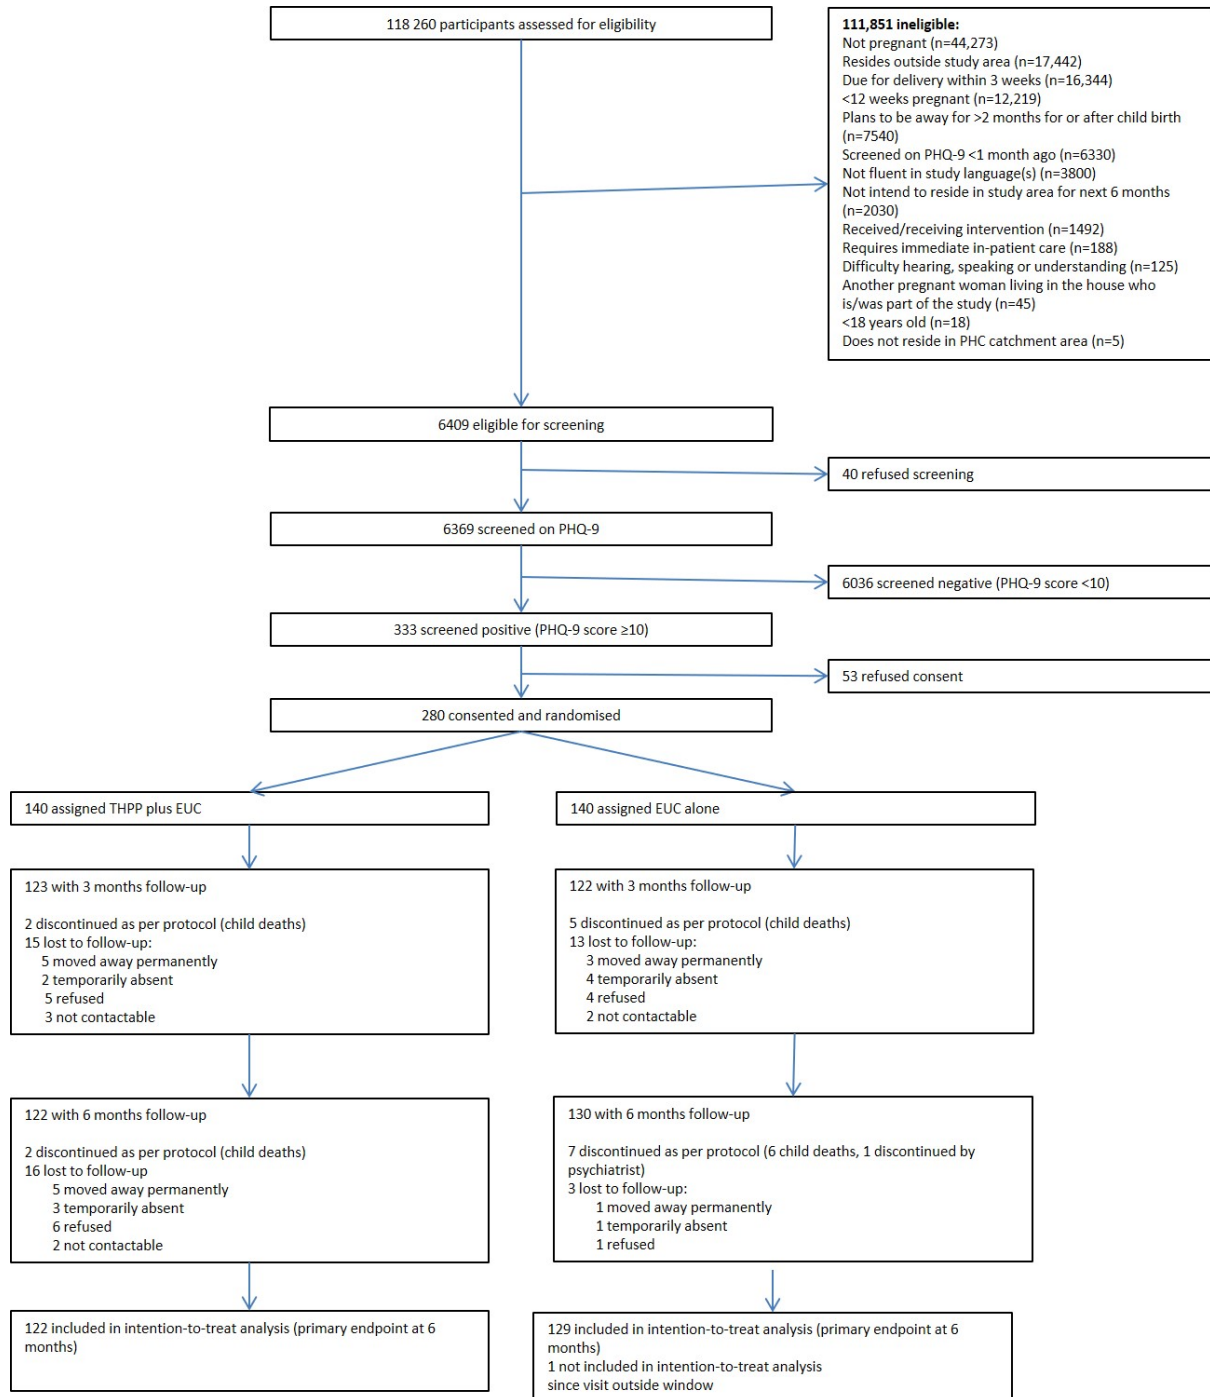 118 260 participants assessed for eligibility
111,851 ineligible:
Not pregnant (n=44,273)
Resides outside study area (n=17,442)
Due for delivery within 3 weeks (n=16,344)
<12 weeks pregnant (n=12,219)
Plans to be away for >2 months for or after child birth
(n=7540)
Screened on PHQ-9 <1 month ago (n=6330)
Not fluent in study language(s) (n=3800)
Not intend to reside in study area for next 6 months
(n=2030)
Received/receiving intervention (n=1492)
Requires immediate in-patient care (n=188)
Difficulty hearing, speaking or understanding (n=125)
Another pregnant woman living in the house who
is/was part of the study (n=45)
<18 years old (n=18)
Does not reside in PHC catchment area (n=5)
6409 eligible for screening
40 refused screening
6369 screened on PHQ-9
6036 screened negative (PHQ-9 score <10)
333 screened positive (PHQ-9 score ≥10)
53 refused consent
280 consented and randomised
140 assigned THPP plus EUC
140 assigned EUC alone
123 with 3 months follow-up
2 discontinued as per protocol (child deaths)
15 lost to follow-up:
5 moved away permanently
2 temporarily absent
5 refused
3 not contactable
122 with 3 months follow-up
5 discontinued as per protocol (child deaths)
13 lost to follow-up:
3 moved away permanently
4 temporarily absent
4 refused
2 not contactable
122 with 6 months follow-up
2 discontinued as per protocol (child deaths)
16 lost to follow-up
5 moved away permanently
3 temporarily absent
6 refused
2 not contactable
130 with 6 months follow-up
7 discontinued as per protocol (6 child deaths, 1 discontinued by
psychiatrist)
3 lost to follow-up:
1 moved away permanently
1 temporarily absent
1 refused
122 included in intention-to-treat analysis (primary endpoint at 6
months)
129 included in intention-to-treat analysis (primary endpoint at 6
months)
1 not included in intention-to-treat analysis
since visit outside window